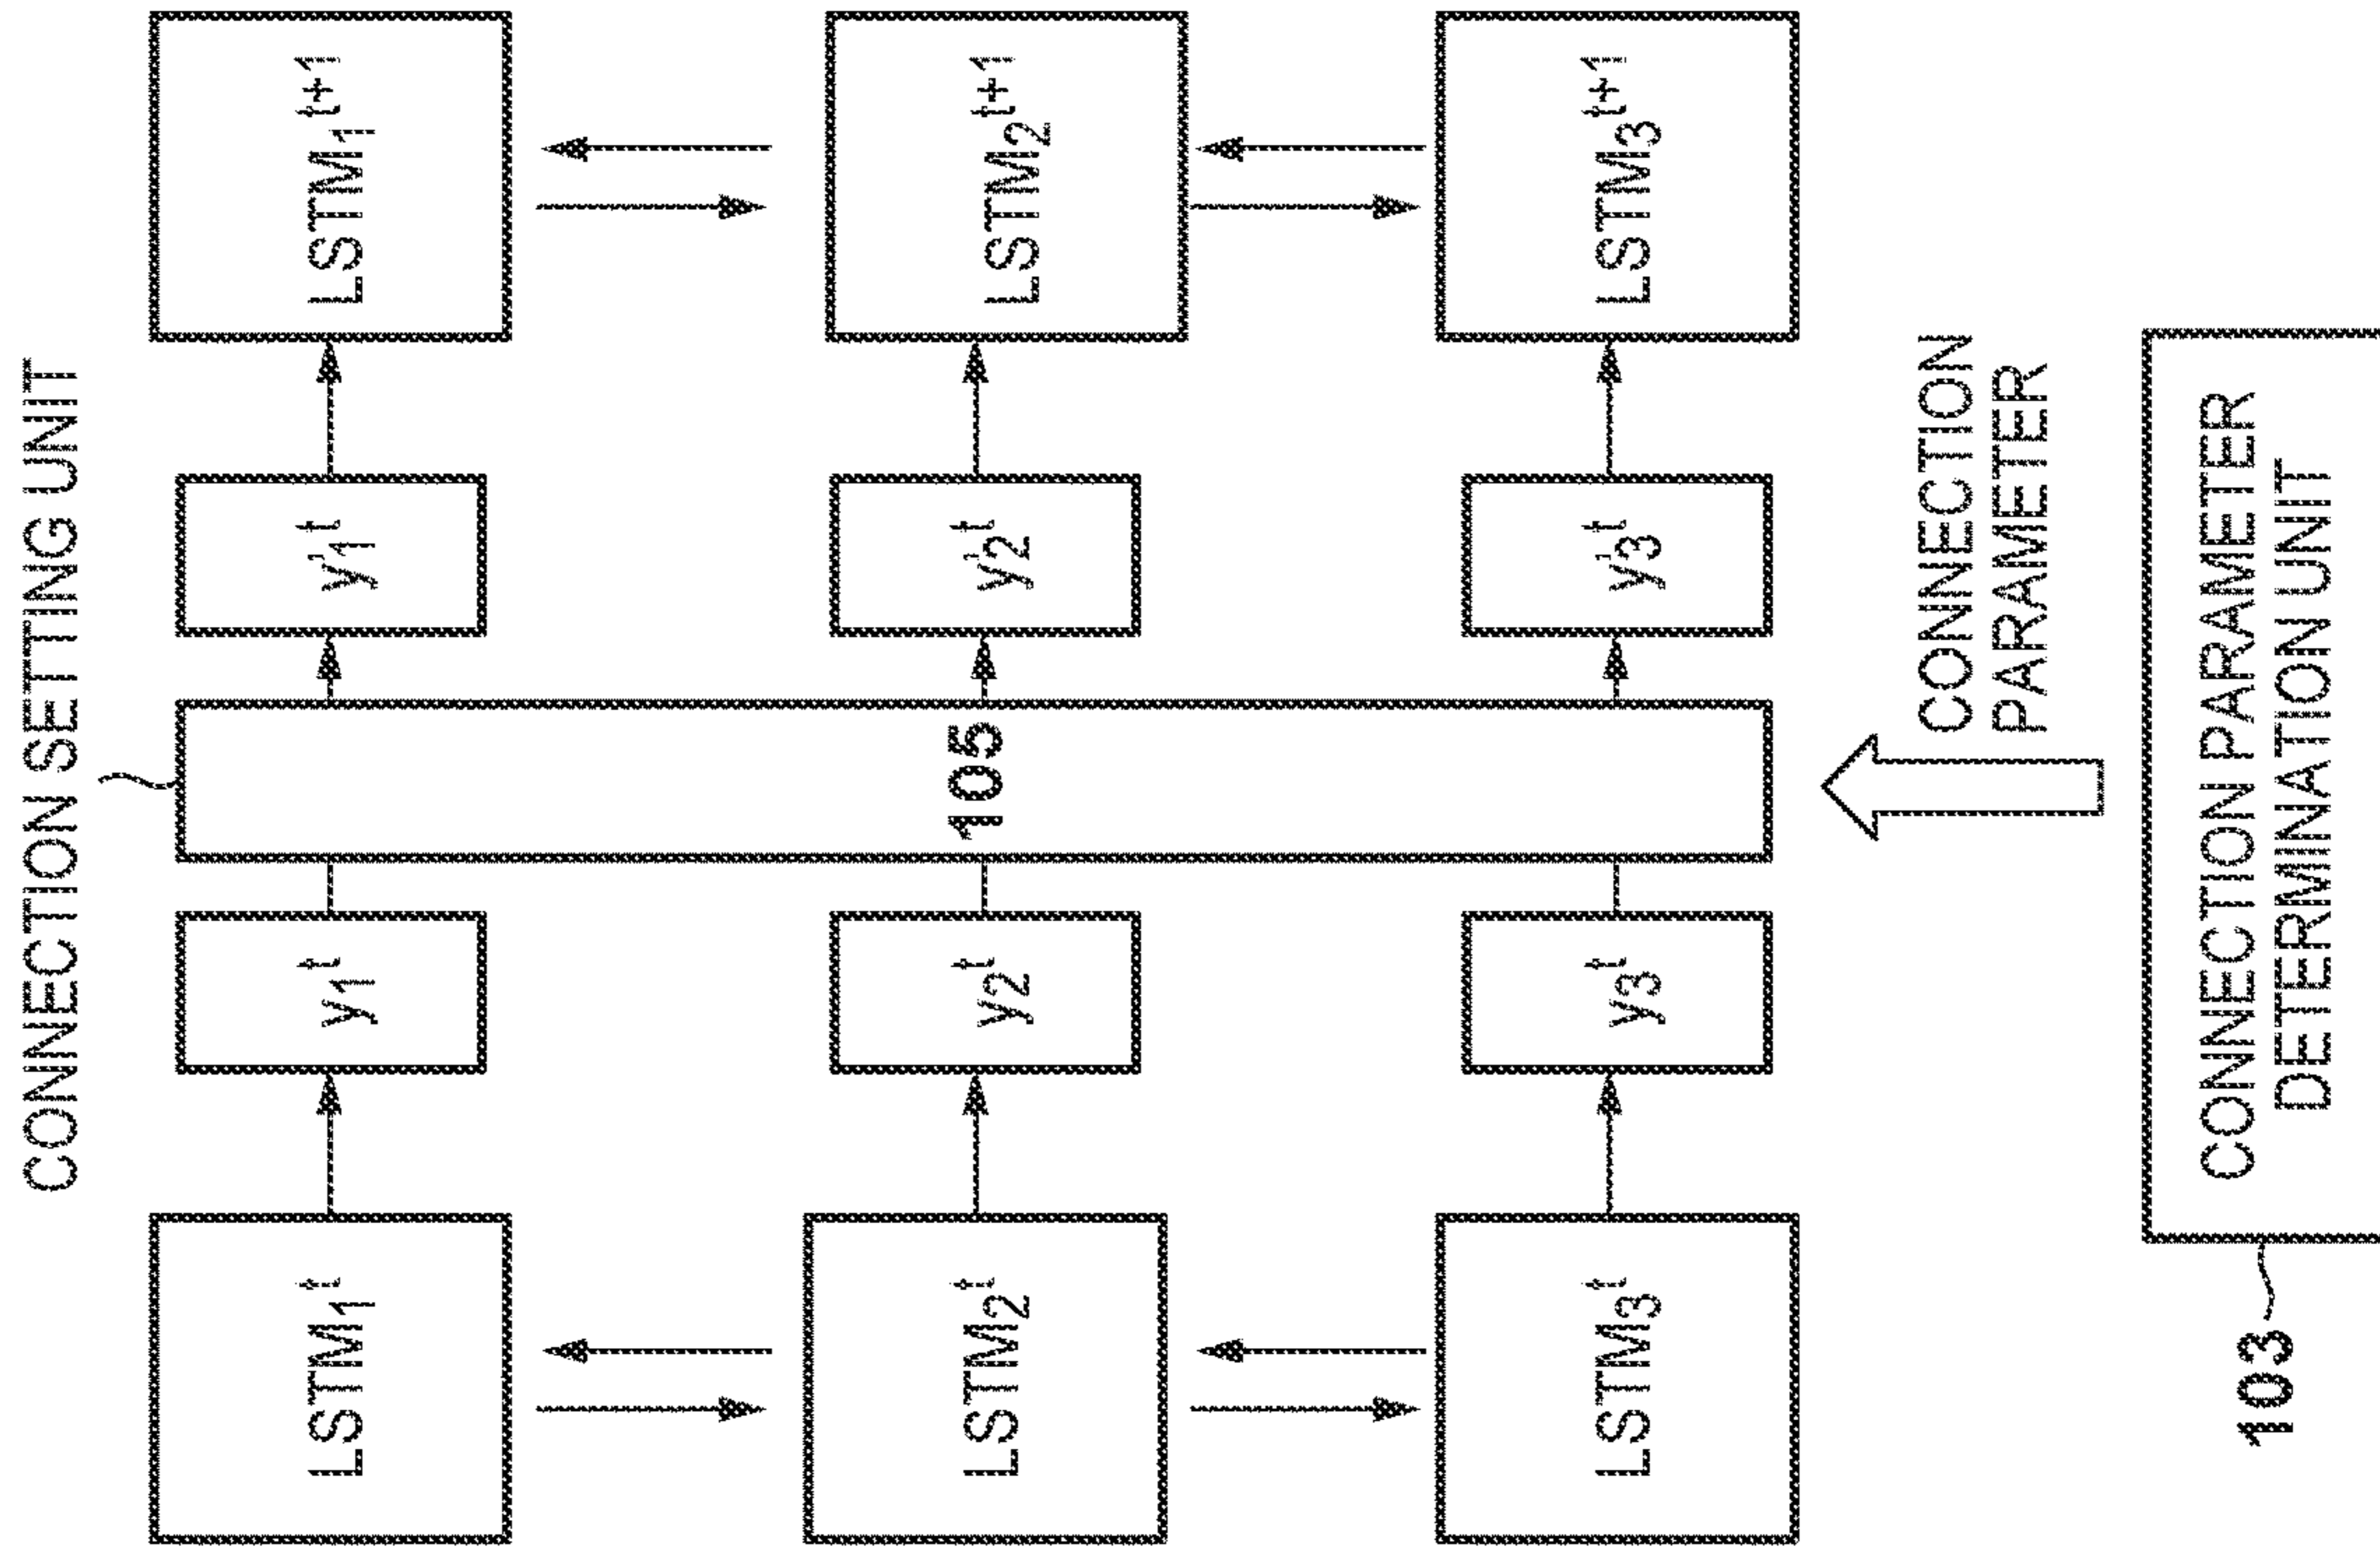 CONNECTION SETTING UNIT
LSTM₁ᵗ
y₁ᵗ
y'₁ᵗ
LSTM₁ᵗ⁺¹
LSTM₂ᵗ
y₂ᵗ
105
y'₂ᵗ
LSTM₂ᵗ⁺¹
LSTM₃ᵗ
y₃ᵗ
y'₃ᵗ
LSTM₃ᵗ⁺¹
CONNECTION
PARAMETER
103
CONNECTION PARAMETER
DETERMINATION UNIT